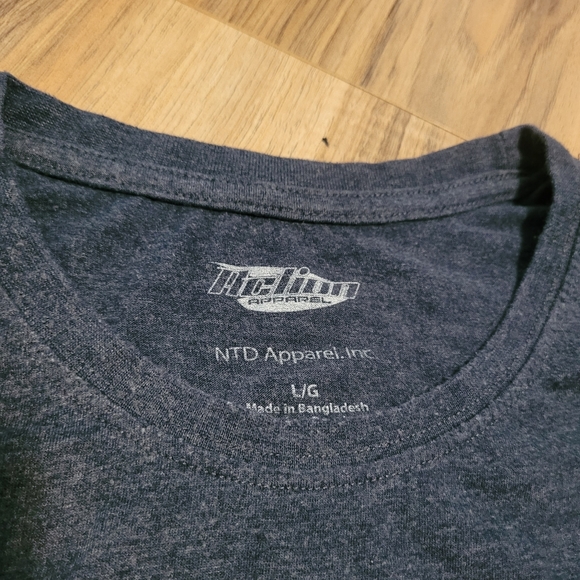 Action
APPAREL
NTD Apparel. Inc
L/G
Made in Bangladesh